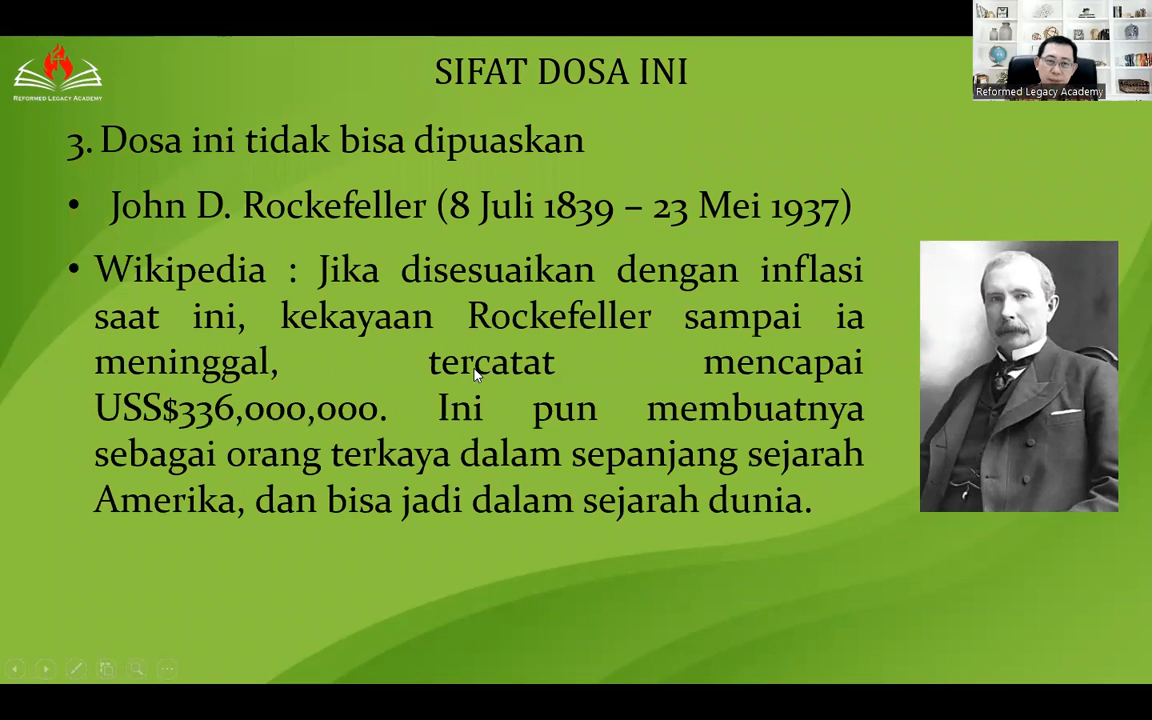 REFORMED LEGACY ACADEMY
SIFAT DOSA INI
Reformed Legacy Academy
3. Dosa ini tidak bisa dipuaskan
• John D. Rockefeller (8 Juli 1839 – 23 Mei 1937)
• Wikipedia : Jika disesuaikan dengan inflasi
saat ini, kekayaan Rockefeller sampai ia
meninggal, tercatat mencapai
USS$336,000,000. Ini pun membuatnya
sebagai orang terkaya dalam sepanjang sejarah
Amerika, dan bisa jadi dalam sejarah dunia.